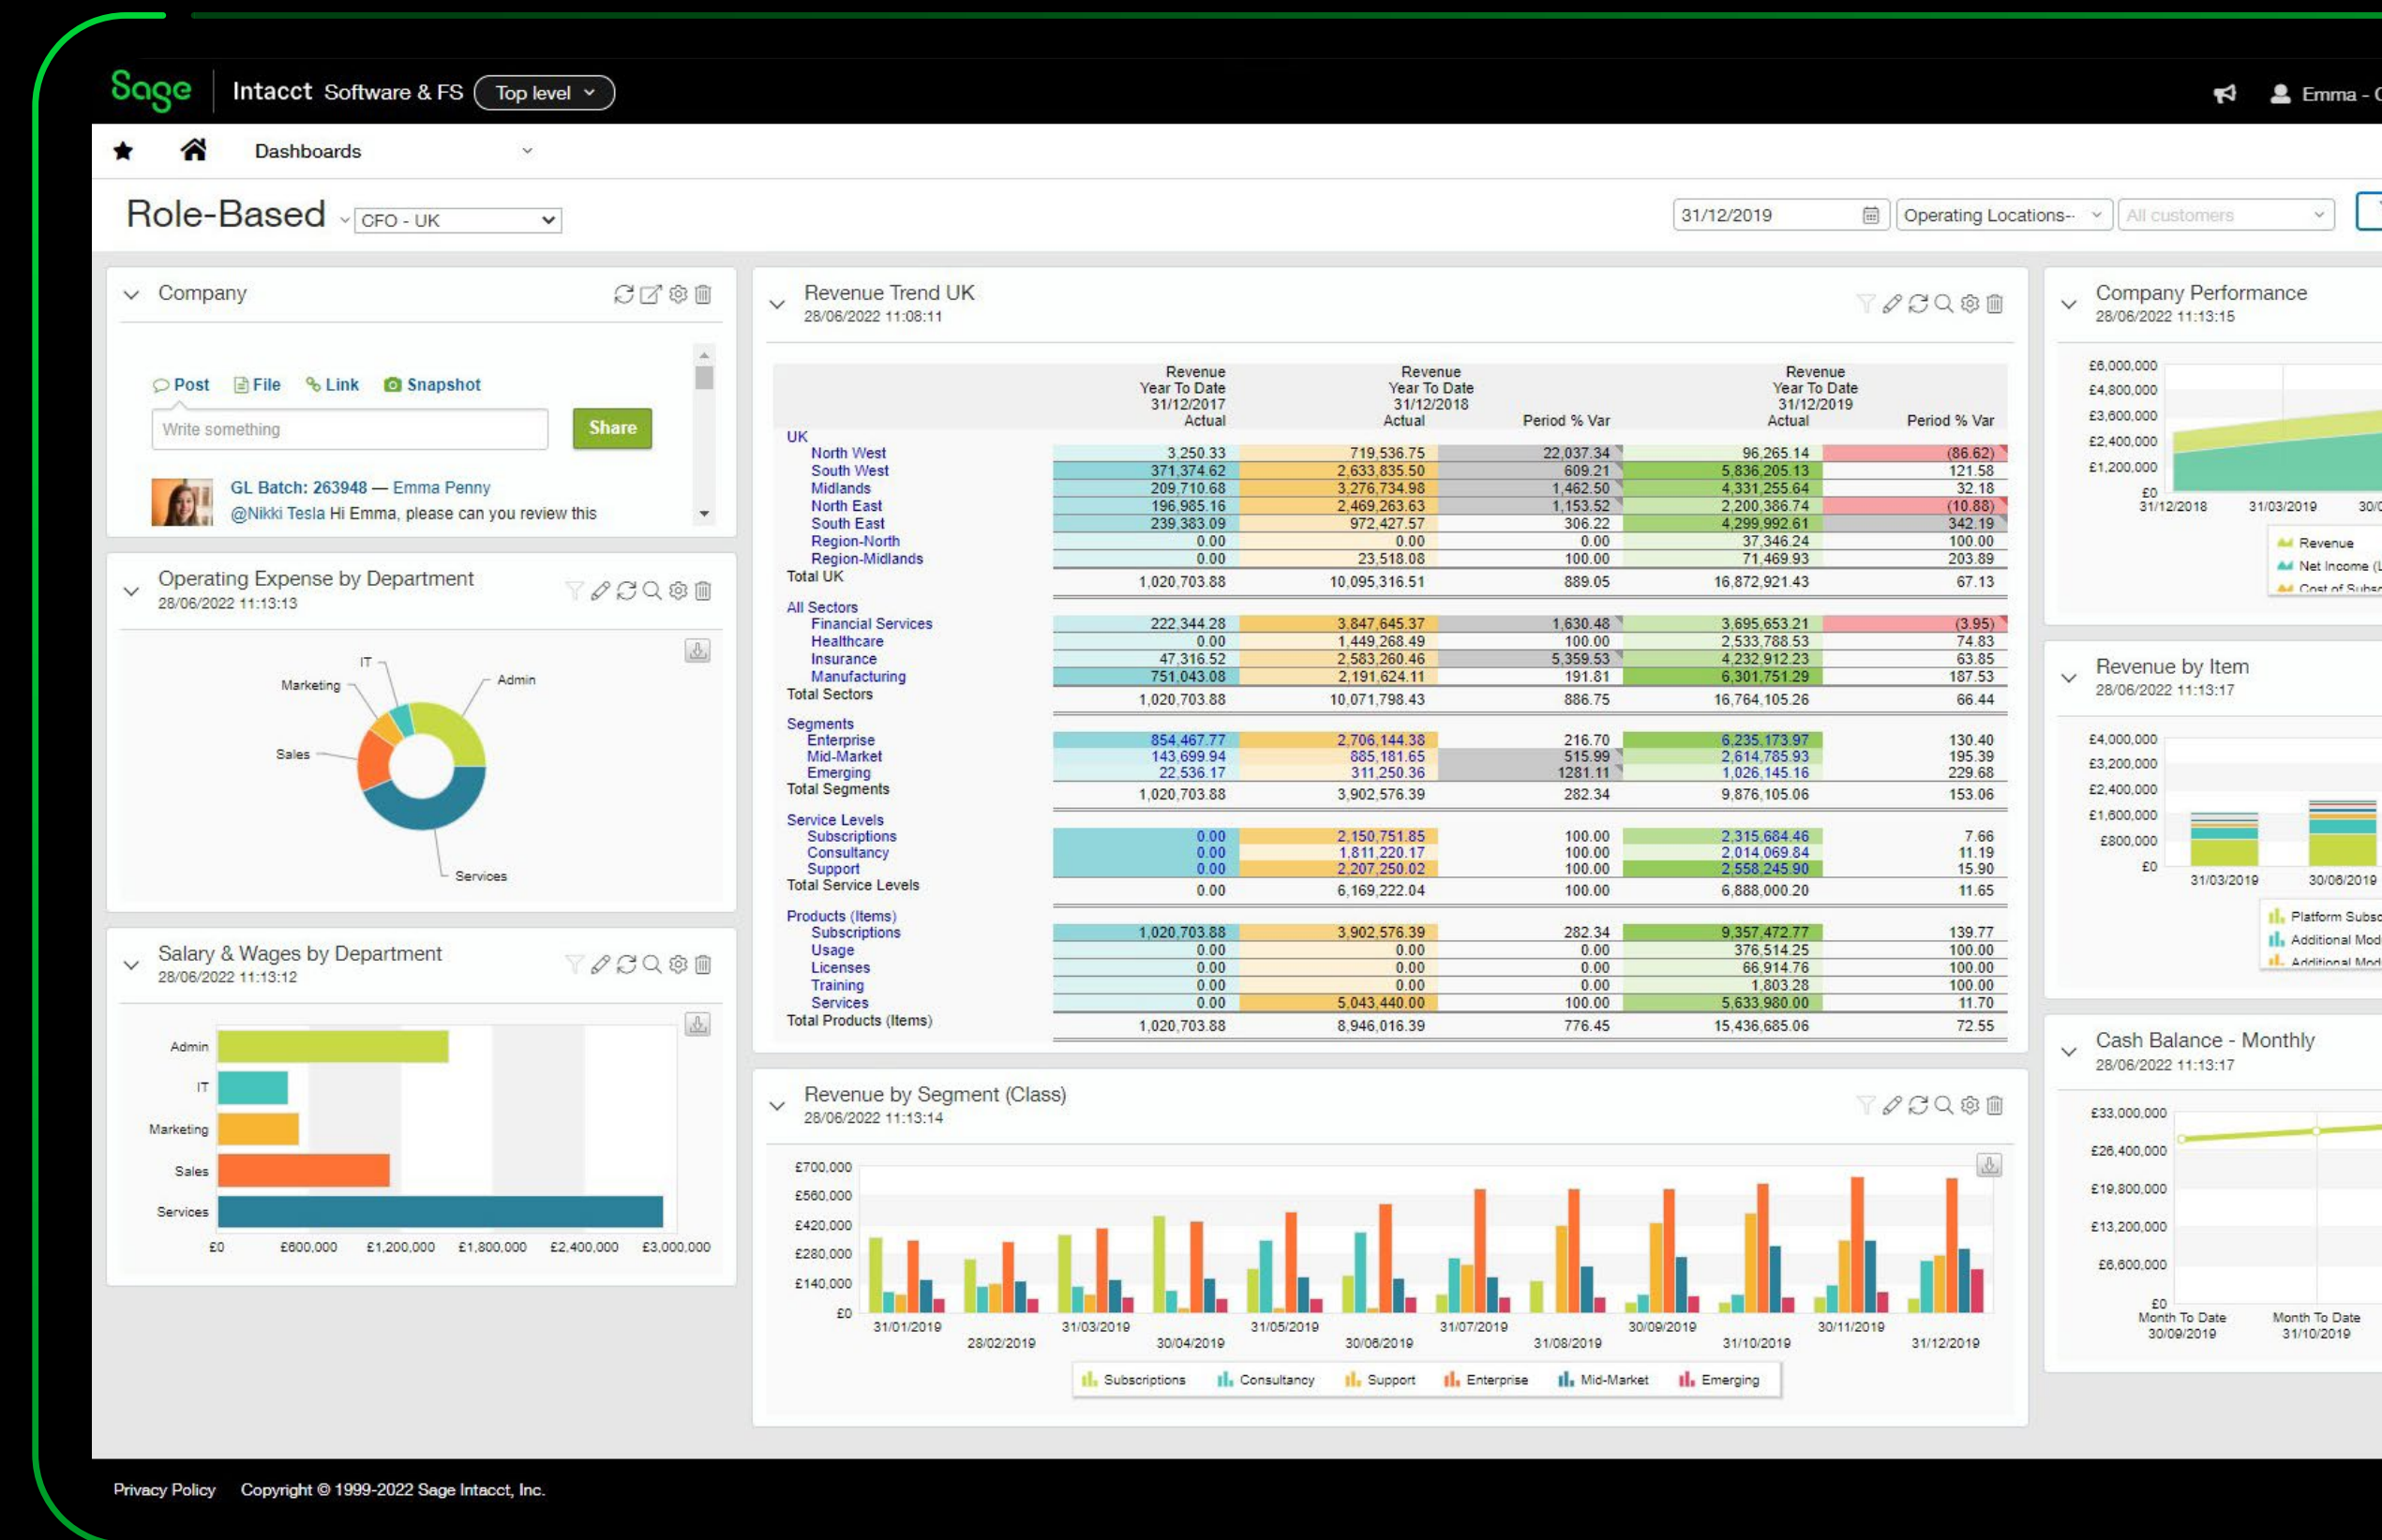 Sage Intacct Software & FS Top level
Emma -
Dashboards
Role-Based CFO - UK
31/12/2019 Operating Locations-- All customers
Company
Post File Link Snapshot
Write something Share
GL Batch: 263948 — Emma Penny
@Nikki Tesla Hi Emma, please can you review this
Operating Expense by Department
28/06/2022 11:13:13
IT
Marketing
Admin
Sales
Services
Salary & Wages by Department
28/06/2022 11:13:12
Admin
IT
Marketing
Sales
Services
£0 £600,000 £1,200,000 £1,800,000 £2,400,000 £3,000,000
Revenue Trend UK
28/06/2022 11:08:11
Revenue Revenue Revenue
Year To Date Year To Date Year To Date
31/12/2017 31/12/2018 31/12/2019
Actual Actual Period % Var Actual Period % Var
UK
North West 3,250.33 719,536.75 22,037.34 96,265.14 (86.62)
South West 371,374.62 2,633,835.50 609.21 5,836,205.13 121.58
Midlands 209,710.68 3,276,734.98 1,462.50 4,331,255.64 32.18
North East 196,985.16 2,469,263.63 1,153.52 2,200,386.74 (10.88)
South East 239,383.09 972,427.57 306.22 4,299,992.61 342.19
Region-North 0.00 0.00 0.00 37,346.24 100.00
Region-Midlands 0.00 23,518.08 100.00 71,469.93 203.89
Total UK 1,020,703.88 10,095,316.51 889.05 16,872,921.43 67.13
All Sectors
Financial Services 222,344.28 3,847,645.37 1,630.48 3,695,653.21 (3.95)
Healthcare 0.00 1,449,268.49 100.00 2,533,788.53 74.83
Insurance 47,316.52 2,583,260.46 5,359.53 4,232,912.23 63.85
Manufacturing 751,043.08 2,191,624.11 191.81 6,301,751.29 187.53
Total Sectors 1,020,703.88 10,071,798.43 886.75 16,764,105.26 66.44
Segments
Enterprise 854,467.77 2,706,144.38 216.70 6,235,173.97 130.40
Mid-Market 143,699.94 885,181.65 515.99 2,614,785.93 195.39
Emerging 22,536.17 311,250.36 1281.11 1,026,145.16 229.68
Total Segments 1,020,703.88 3,902,576.39 282.34 9,876,105.06 153.06
Service Levels
Subscriptions 0.00 2,150,751.85 100.00 2,315,684.46 7.66
Consultancy 0.00 1,811,220.17 100.00 2,014,069.84 11.19
Support 0.00 2,207,250.02 100.00 2,558,245.90 15.90
Total Service Levels 0.00 6,169,222.04 100.00 6,888,000.20 11.65
Products (Items)
Subscriptions 1,020,703.88 3,902,576.39 282.34 9,357,472.77 139.77
Usage 0.00 0.00 0.00 376,514.25 100.00
Licenses 0.00 0.00 0.00 66,914.76 100.00
Training 0.00 0.00 0.00 1,803.28 100.00
Services 0.00 5,043,440.00 100.00 5,633,980.00 11.70
Total Products (Items) 1,020,703.88 8,946,016.39 776.45 15,436,685.06 72.55
Revenue by Segment (Class)
28/06/2022 11:13:14
£700,000
£560,000
£420,000
£280,000
£140,000
£0
31/01/2019 28/02/2019 31/03/2019 30/04/2019 31/05/2019 30/06/2019 31/07/2019 31/08/2019 30/09/2019 31/10/2019 30/11/2019 31/12/2019
Subscriptions Consultancy Support Enterprise Mid-Market Emerging
Company Performance
28/06/2022 11:13:15
£6,000,000
£4,800,000
£3,600,000
£2,400,000
£1,200,000
£0
31/12/2018 31/03/2019 30/0
Revenue
Net Income (L
Cost of Subsc
Revenue by Item
28/06/2022 11:13:17
£4,000,000
£3,200,000
£2,400,000
£1,600,000
£800,000
£0
31/03/2019 30/06/2019
Platform Subsc
Additional Mod
Additional Mod
Cash Balance - Monthly
28/06/2022 11:13:17
£33,000,000
£26,400,000
£19,800,000
£13,200,000
£6,600,000
£0
Month To Date Month To Date
30/09/2019 31/10/2019
Privacy Policy Copyright © 1999-2022 Sage Intacct, Inc.